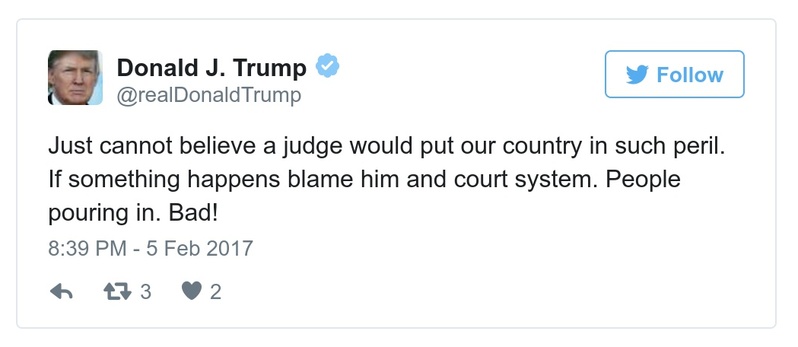 Donald J. Trump
Follow
@realDonaldTrump
Just cannot believe a judge would put our country in such peril.
If something happens blame him and court system. People
pouring in. Bad!
8:39 PM - 5 Feb 2017
3 2